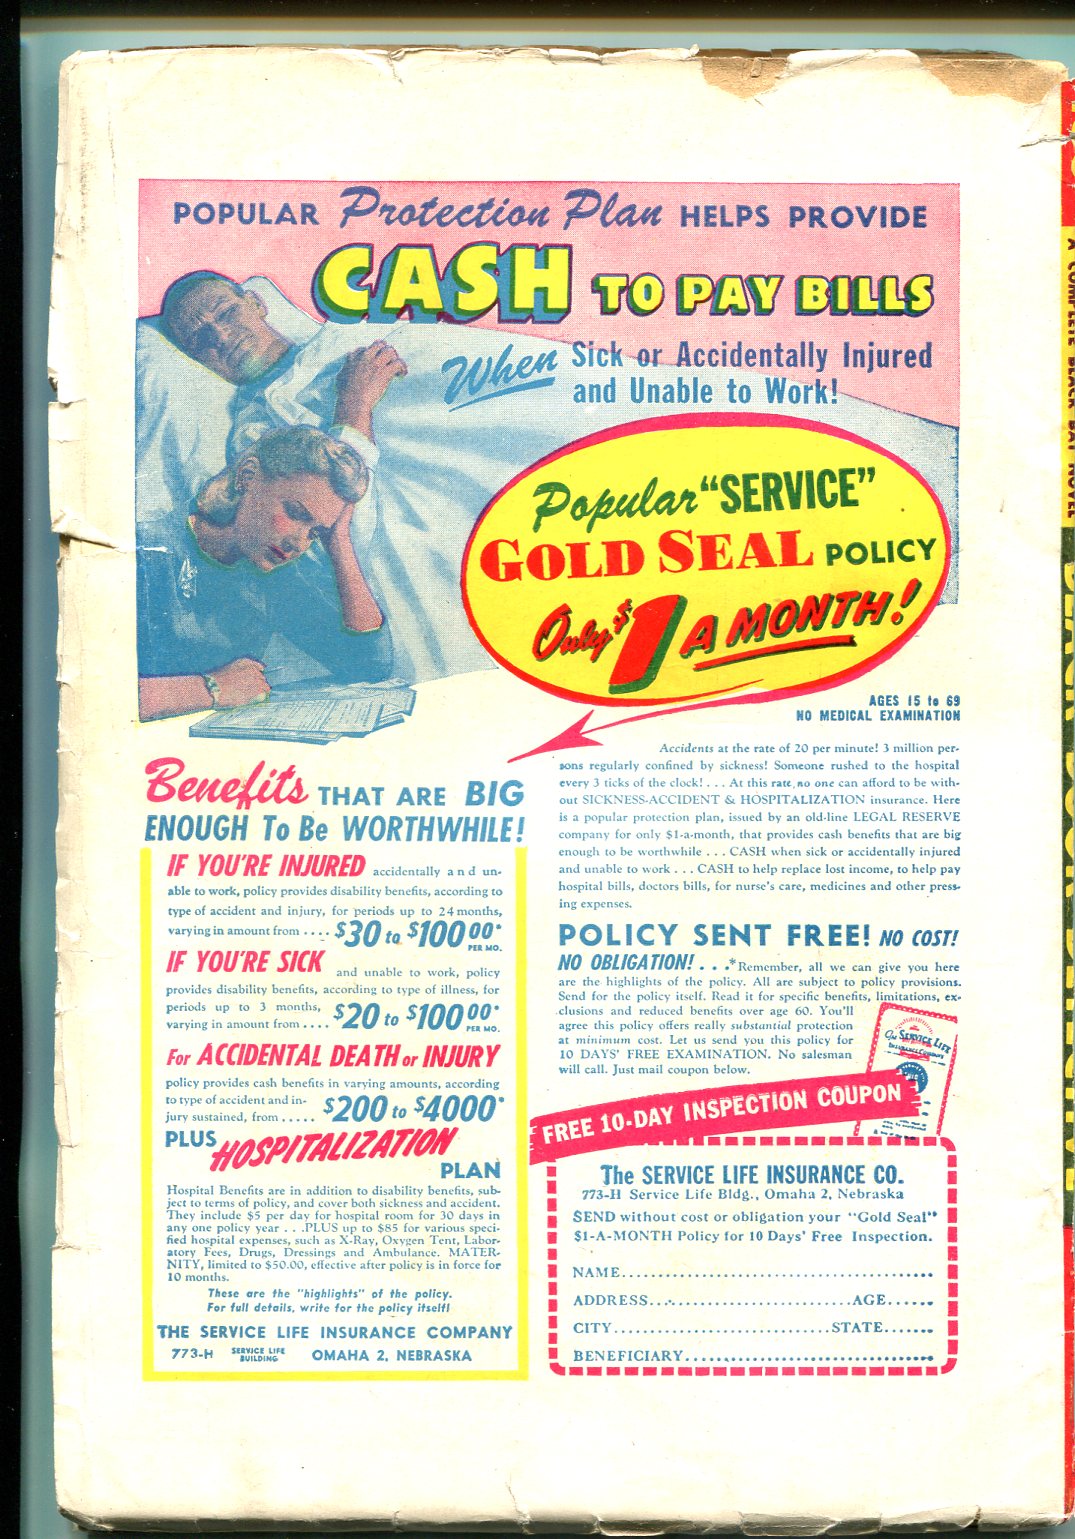 POPULAR Protection Plan HELPS PROVIDE
CASH TO PAY BILLS
When Sick or Accidentally Injured
and Unable to Work!
Popular "SERVICE"
GOLD SEAL POLICY
Only $1 A MONTH!
AGES 15 to 69
NO MEDICAL EXAMINATION
Benefits THAT ARE BIG
ENOUGH To Be WORTHWHILE!
IF YOU'RE INJURED accidentally and un-
able to work, policy provides disability benefits, according to
type of accident and injury, for periods up to 24 months,
varying in amount from .... $30 to $100.00*
PER MO.
IF YOU'RE SICK and unable to work, policy
provides disability benefits, according to type of illness, for
periods up to 3 months,
varying in amount from .... $20 to $100.00*
PER MO.
For ACCIDENTAL DEATH or INJURY
policy provides cash benefits in varying amounts, according
to type of accident and in-
jury sustained, from ..... $200 to $4000*
PLUS HOSPITALIZATION
PLAN
Hospital Benefits are in addition to disability benefits, sub-
ject to terms of policy, and cover both sickness and accident.
They include $5 per day for hospital room for 30 days in
any one policy year . . .PLUS up to $85 for various speci-
fied hospital expenses, such as X-Ray, Oxygen Tent, Labor-
atory Fees, Drugs, Dressings and Ambulance. MATER-
NITY, limited to $50.00, effective after policy is in force for
10 months.
These are the "highlights" of the policy.
For full details, write for the policy itself!
THE SERVICE LIFE INSURANCE COMPANY
773-H SERVICE LIFE BUILDING OMAHA 2, NEBRASKA
Accidents at the rate of 20 per minute! 3 million per-
sons regularly confined by sickness! Someone rushed to the hospital
every 3 ticks of the clock! . . . At this rate, no one can afford to be with-
out SICKNESS-ACCIDENT & HOSPITALIZATION insurance. Here
is a popular protection plan, issued by an old-line LEGAL RESERVE
company for only $1-a-month, that provides cash benefits that are big
enough to be worthwhile . . . CASH when sick or accidentally injured
and unable to work . . . CASH to help replace lost income, to help pay
hospital bills, doctors bills, for nurse's care, medicines and other press-
ing expenses.
POLICY SENT FREE! NO COST!
NO OBLIGATION! . . .*Remember, all we can give you here
are the highlights of the policy. All are subject to policy provisions.
Send for the policy itself. Read it for specific benefits, limitations, ex-
clusions and reduced benefits over age 60. You'll
agree this policy offers really substantial protection
at minimum cost. Let us send you this policy for
10 DAYS' FREE EXAMINATION. No salesman
will call. Just mail coupon below.
The SERVICE LIFE
INSURANCE COMPANY
FREE 10-DAY INSPECTION COUPON
The SERVICE LIFE INSURANCE CO.
773-H Service Life Bldg., Omaha 2, Nebraska
SEND without cost or obligation your "Gold Seal"
$1-A-MONTH Policy for 10 Days' Free Inspection.
NAME
ADDRESS AGE
CITY STATE
BENEFICIARY
A COMPLETE BLACK BAT NOVEL
BLACK BOOK DETECTIVE